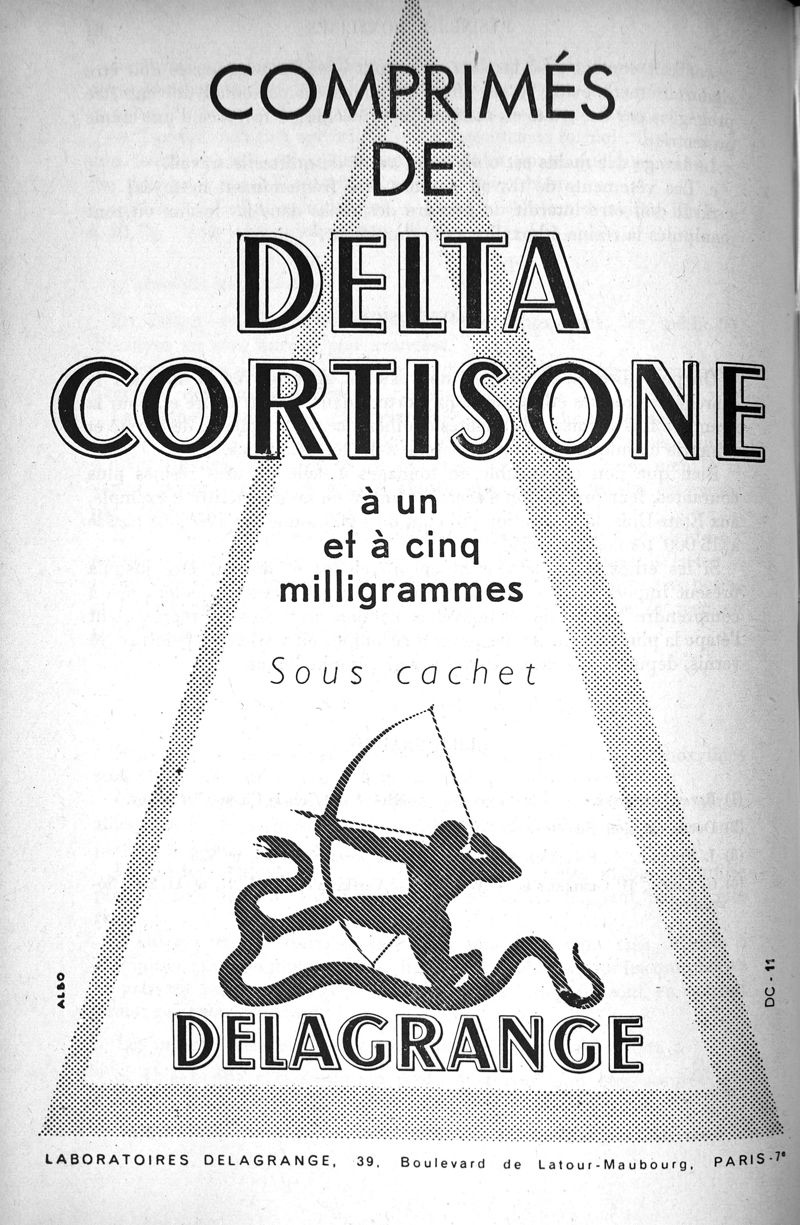 COMPRIMÉS
DE
DELTA
CORTISONE
à un
et à cinq
milligrammes
Sous cachet
ALBO
DC - 11
DELAGRANGE
LABORATOIRES DELAGRANGE, 39, Boulevard de Latour-Maubourg, PARIS-7e